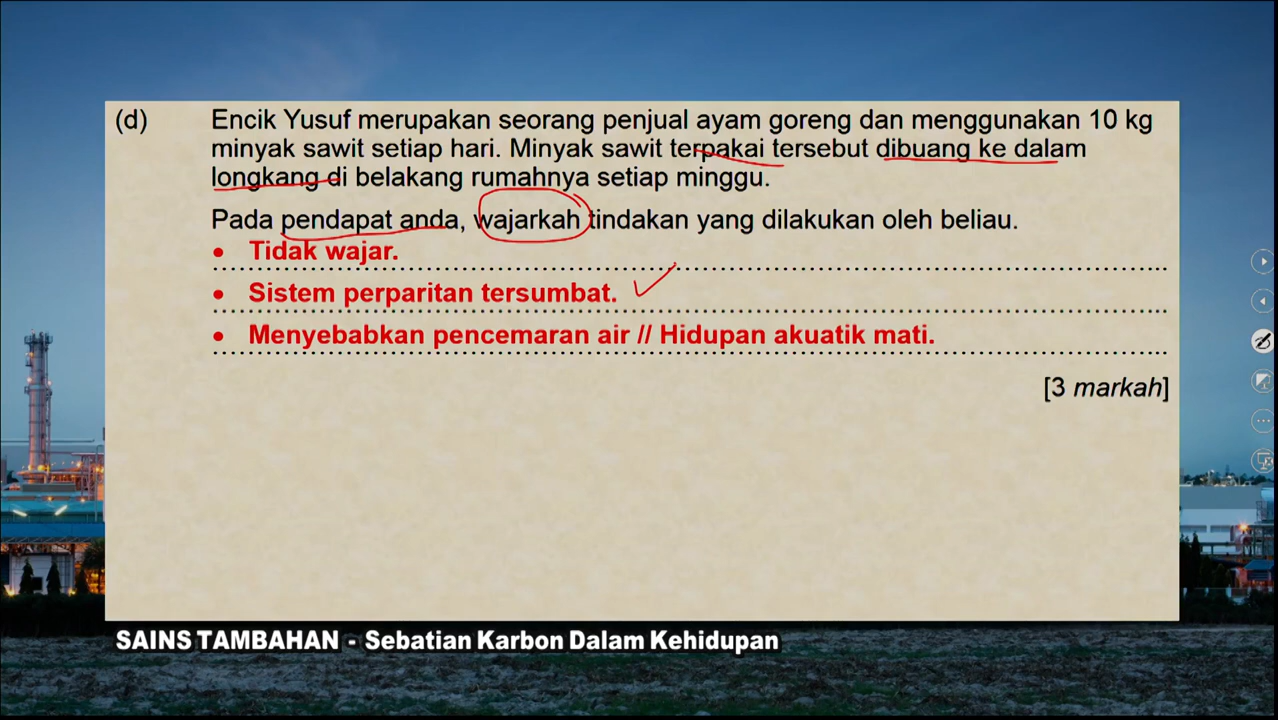 (d) Encik Yusuf merupakan seorang penjual ayam goreng dan menggunakan 10 kg
minyak sawit setiap hari. Minyak sawit terpakai tersebut dibuang ke dalam
longkang di belakang rumahnya setiap minggu.
Pada pendapat anda, wajarkah tindakan yang dilakukan oleh beliau.
• Tidak wajar.
• Sistem perparitan tersumbat.
• Menyebabkan pencemaran air // Hidupan akuatik mati.
[3 markah]
SAINS TAMBAHAN - Sebatian Karbon Dalam Kehidupan